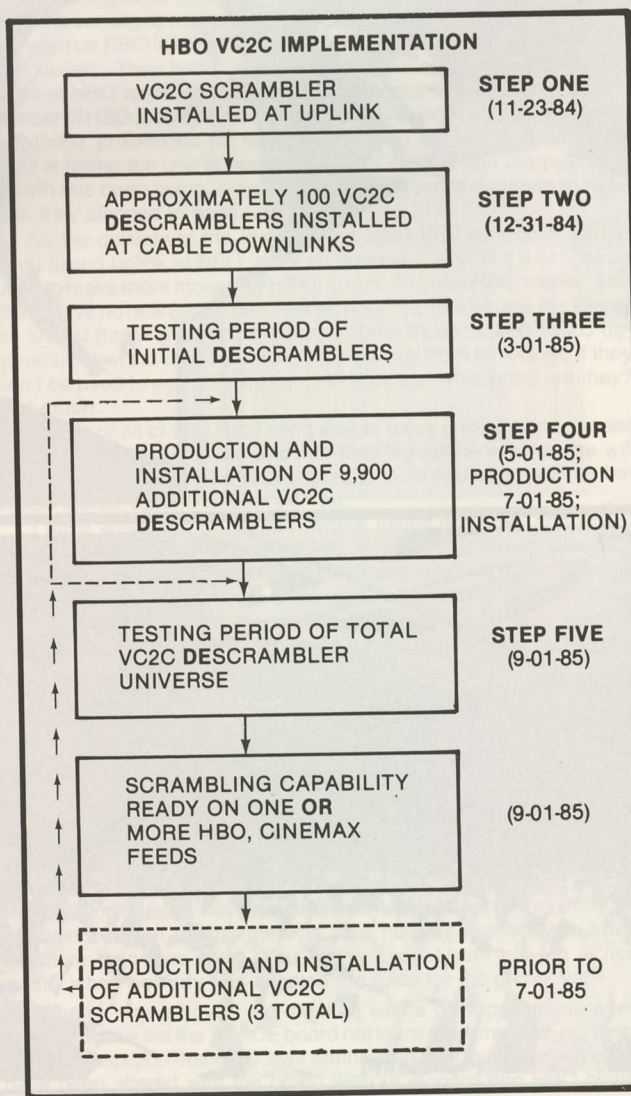 HBO VC2C IMPLEMENTATION
VC2C SCRAMBLER
INSTALLED AT UPLINK
STEP ONE
(11-23-84)
APPROXIMATELY 100 VC2C
DESCRAMBLERS INSTALLED
AT CABLE DOWNLINKS
STEP TWO
(12-31-84)
TESTING PERIOD OF
INITIAL DESCRAMBLERS
STEP THREE
(3-01-85)
PRODUCTION AND
INSTALLATION OF 9,900
ADDITIONAL VC2C
DESCRAMBLERS
STEP FOUR
(5-01-85;
PRODUCTION
7-01-85;
INSTALLATION)
TESTING PERIOD OF TOTAL
VC2C DESCRAMBLER
UNIVERSE
STEP FIVE
(9-01-85)
SCRAMBLING CAPABILITY
READY ON ONE OR
MORE HBO, CINEMAX
FEEDS
(9-01-85)
PRODUCTION AND INSTALLATION
OF ADDITIONAL VC2C
SCRAMBLERS (3 TOTAL)
PRIOR TO
7-01-85